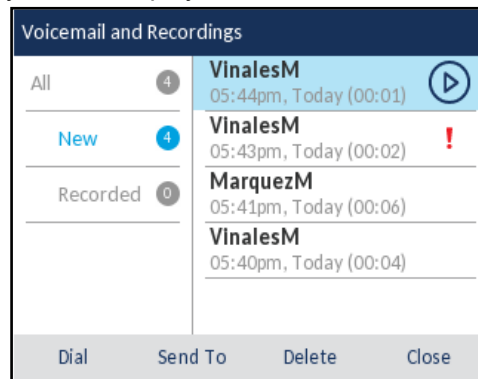 Voicemail and Recordings
All 4
New 4
Recorded 0
VinalesM
05:44pm, Today (00:01)
VinalesM
05:43pm, Today (00:02)
!
MarquezM
05:41pm, Today (00:06)
VinalesM
05:40pm, Today (00:04)
Dial Send To Delete Close